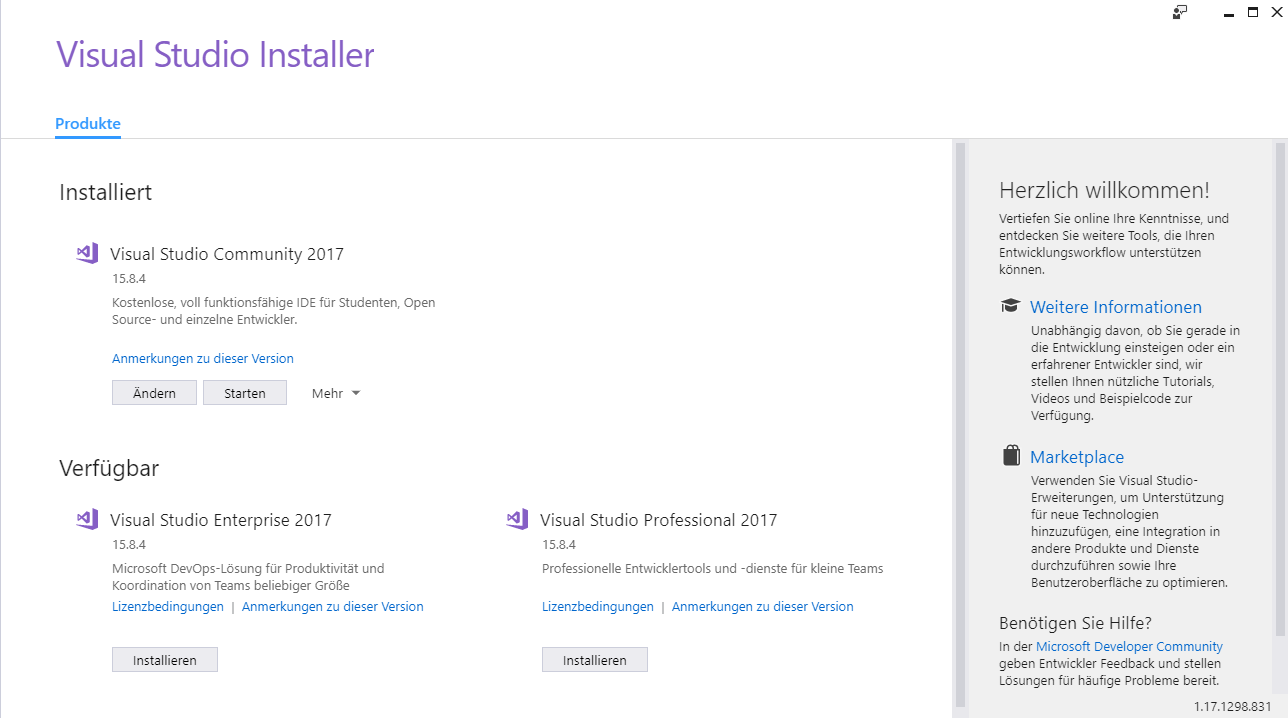 Visual Studio Installer
Produkte
Installiert
Visual Studio Community 2017
15.8.4
Kostenlose, voll funktionsfähige IDE für Studenten, Open
Source- und einzelne Entwickler.
Anmerkungen zu dieser Version
Ändern Starten Mehr
Verfügbar
Visual Studio Enterprise 2017
15.8.4
Microsoft DevOps-Lösung für Produktivität und
Koordination von Teams beliebiger Größe
Lizenzbedingungen | Anmerkungen zu dieser Version
Installieren
Visual Studio Professional 2017
15.8.4
Professionelle Entwicklertools und -dienste für kleine Teams
Lizenzbedingungen | Anmerkungen zu dieser Version
Installieren
Herzlich willkommen!
Vertiefen Sie online Ihre Kenntnisse, und
entdecken Sie weitere Tools, die Ihren
Entwicklungsworkflow unterstützen
können.
Weitere Informationen
Unabhängig davon, ob Sie gerade in
die Entwicklung einsteigen oder ein
erfahrener Entwickler sind, wir
stellen Ihnen nützliche Tutorials,
Videos und Beispielcode zur
Verfügung.
Marketplace
Verwenden Sie Visual Studio-
Erweiterungen, um Unterstützung
für neue Technologien
hinzuzufügen, eine Integration in
andere Produkte und Dienste
durchzuführen sowie Ihre
Benutzeroberfläche zu optimieren.
Benötigen Sie Hilfe?
In der Microsoft Developer Community
geben Entwickler Feedback und stellen
Lösungen für häufige Probleme bereit.
1.17.1298.831